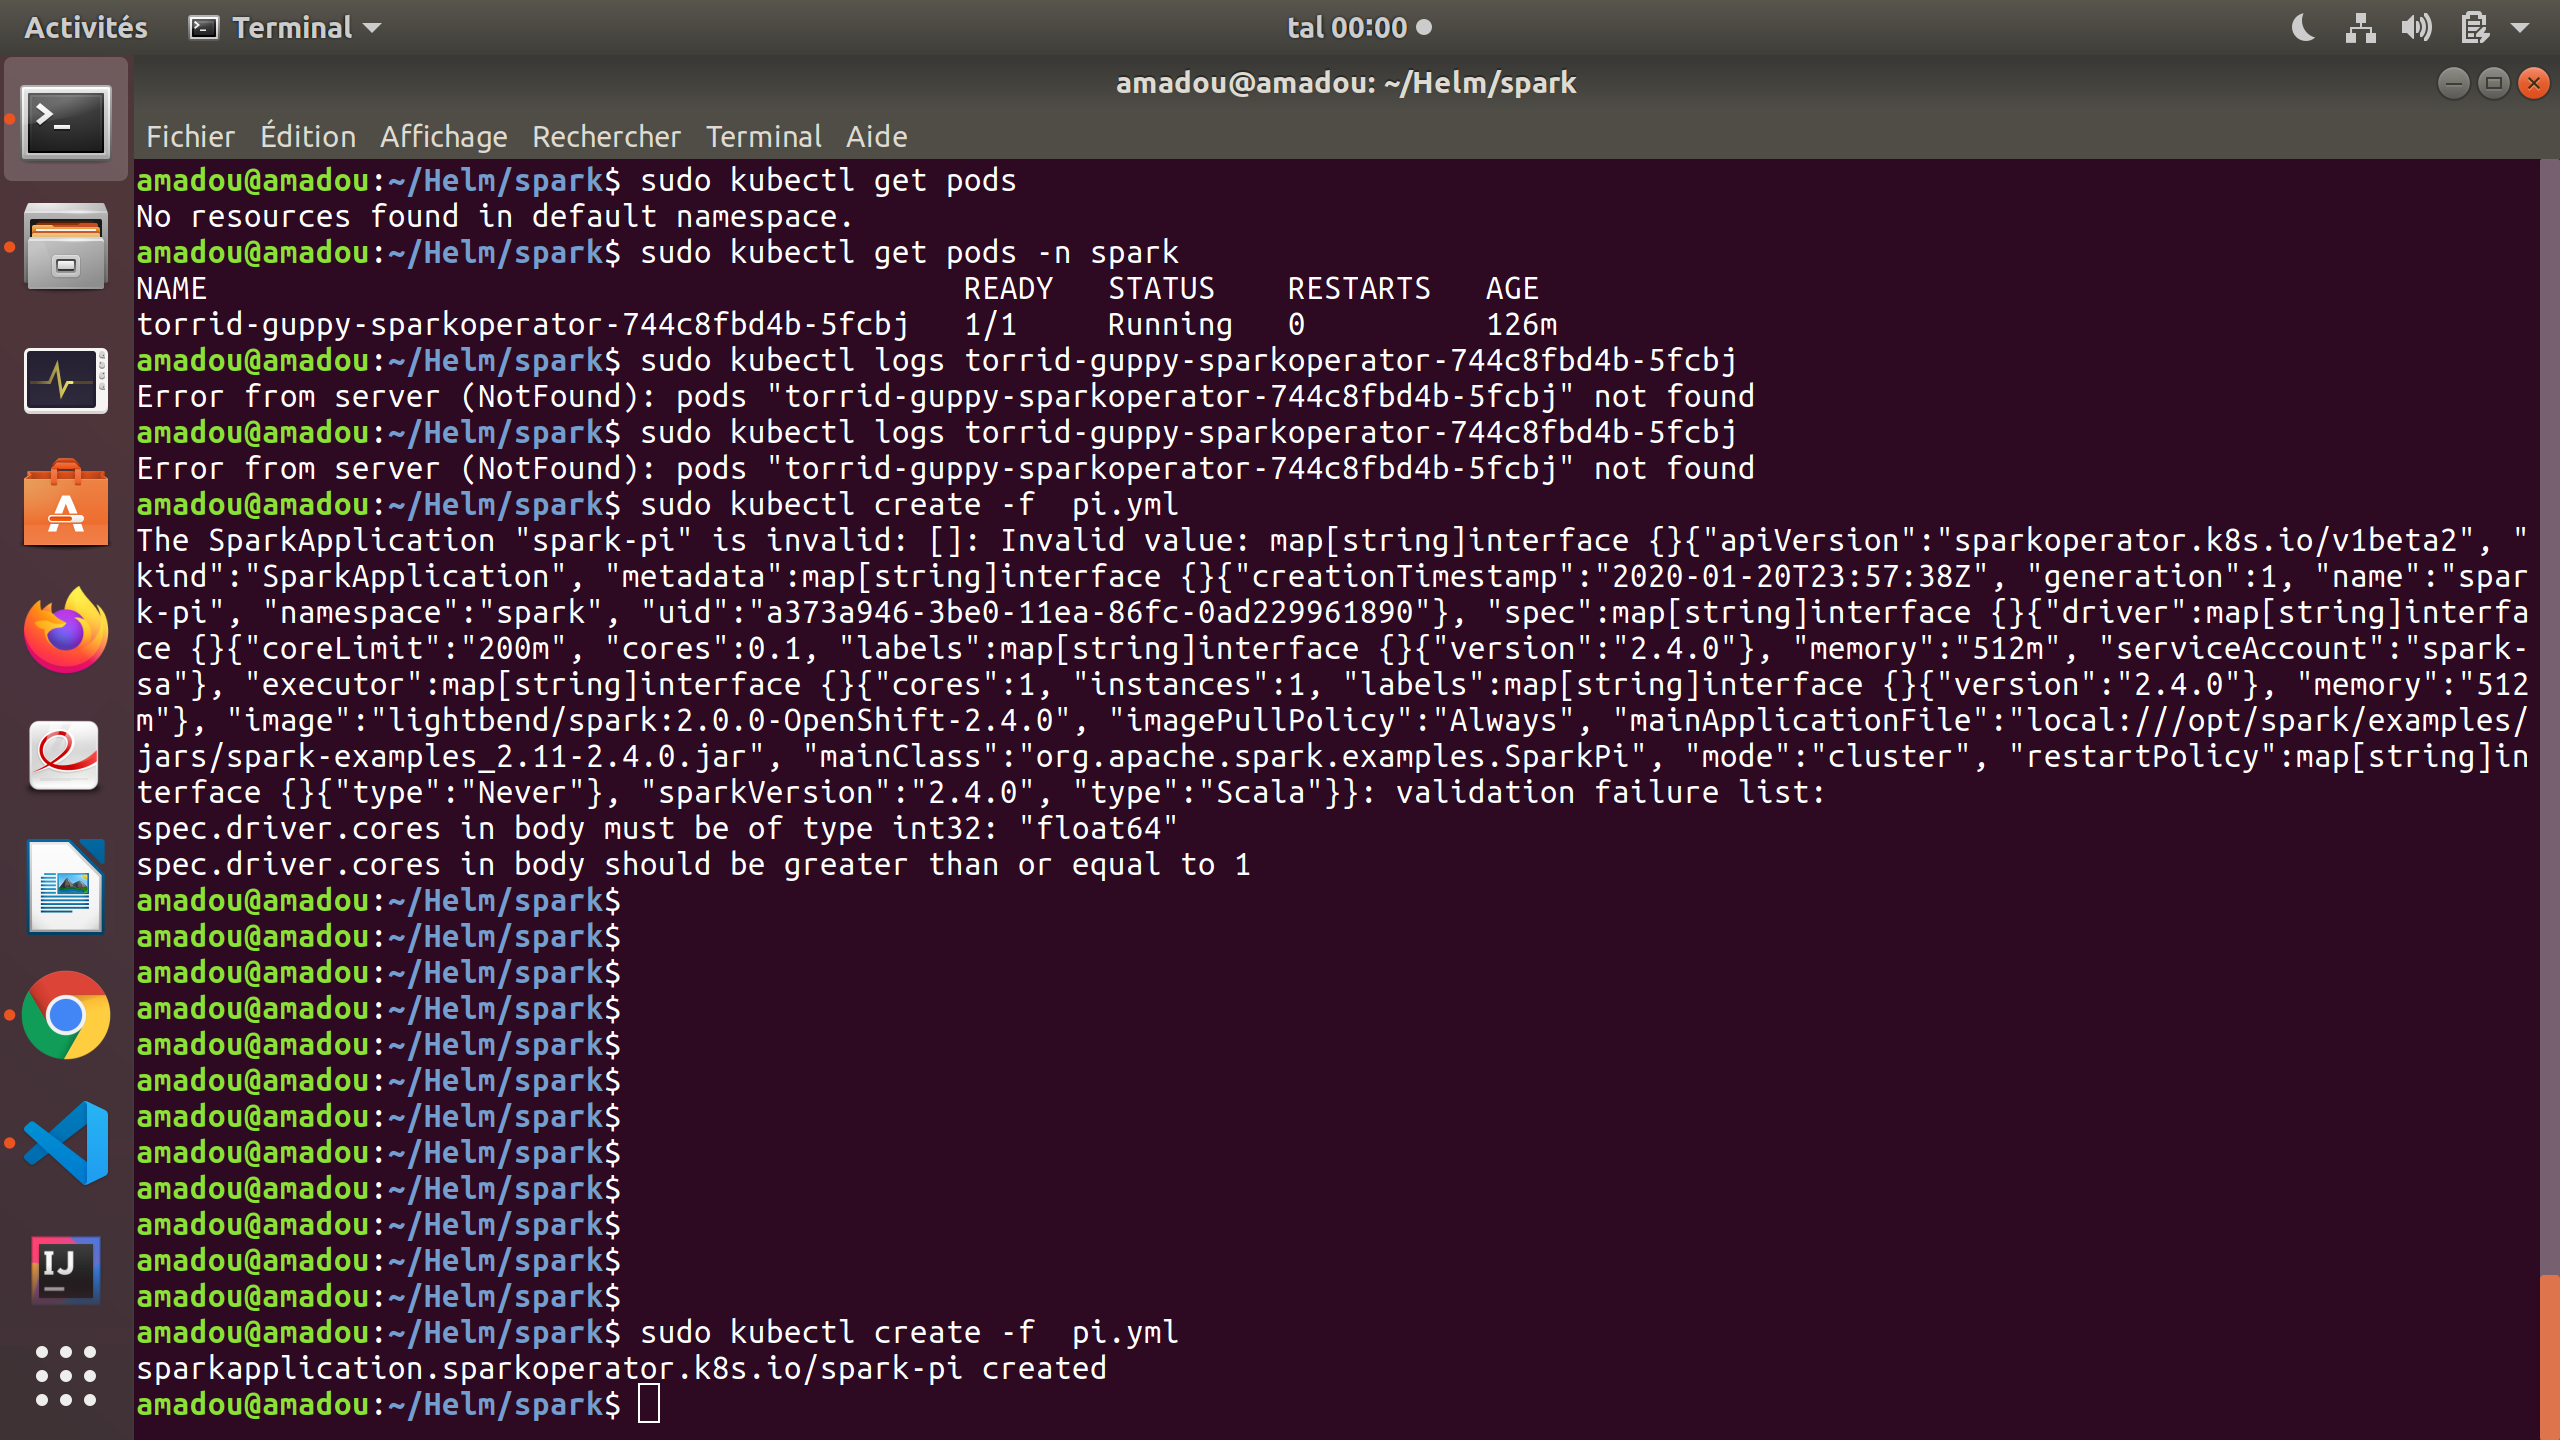 Activités
Terminal
tal 00:00
amadou@amadou: ~/Helm/spark
Fichier Édition Affichage Rechercher Terminal Aide
amadou@amadou:~/Helm/spark$ sudo kubectl get pods
No resources found in default namespace.
amadou@amadou:~/Helm/spark$ sudo kubectl get pods -n spark
NAME READY STATUS RESTARTS AGE
torrid-guppy-sparkoperator-744c8fbd4b-5fcbj 1/1 Running 0 126m
amadou@amadou:~/Helm/spark$ sudo kubectl logs torrid-guppy-sparkoperator-744c8fbd4b-5fcbj
Error from server (NotFound): pods "torrid-guppy-sparkoperator-744c8fbd4b-5fcbj" not found
amadou@amadou:~/Helm/spark$ sudo kubectl logs torrid-guppy-sparkoperator-744c8fbd4b-5fcbj
Error from server (NotFound): pods "torrid-guppy-sparkoperator-744c8fbd4b-5fcbj" not found
amadou@amadou:~/Helm/spark$ sudo kubectl create -f  pi.yml
The SparkApplication "spark-pi" is invalid: []: Invalid value: map[string]interface {}{"apiVersion":"sparkoperator.k8s.io/v1beta2", "
kind":"SparkApplication", "metadata":map[string]interface {}{"creationTimestamp":"2020-01-20T23:57:38Z", "generation":1, "name":"spar
k-pi", "namespace":"spark", "uid":"a373a946-3be0-11ea-86fc-0ad229961890"}, "spec":map[string]interface {}{"driver":map[string]interfa
ce {}{"coreLimit":"200m", "cores":0.1, "labels":map[string]interface {}{"version":"2.4.0"}, "memory":"512m", "serviceAccount":"spark-
sa"}, "executor":map[string]interface {}{"cores":1, "instances":1, "labels":map[string]interface {}{"version":"2.4.0"}, "memory":"512
m"}, "image":"lightbend/spark:2.0.0-OpenShift-2.4.0", "imagePullPolicy":"Always", "mainApplicationFile":"local:///opt/spark/examples/
jars/spark-examples_2.11-2.4.0.jar", "mainClass":"org.apache.spark.examples.SparkPi", "mode":"cluster", "restartPolicy":map[string]in
terface {}{"type":"Never"}, "sparkVersion":"2.4.0", "type":"Scala"}}: validation failure list:
spec.driver.cores in body must be of type int32: "float64"
spec.driver.cores in body should be greater than or equal to 1
amadou@amadou:~/Helm/spark$
amadou@amadou:~/Helm/spark$
amadou@amadou:~/Helm/spark$
amadou@amadou:~/Helm/spark$
amadou@amadou:~/Helm/spark$
amadou@amadou:~/Helm/spark$
amadou@amadou:~/Helm/spark$
amadou@amadou:~/Helm/spark$
amadou@amadou:~/Helm/spark$
amadou@amadou:~/Helm/spark$
amadou@amadou:~/Helm/spark$
amadou@amadou:~/Helm/spark$
amadou@amadou:~/Helm/spark$ sudo kubectl create -f  pi.yml
sparkapplication.sparkoperator.k8s.io/spark-pi created
amadou@amadou:~/Helm/spark$
IJ